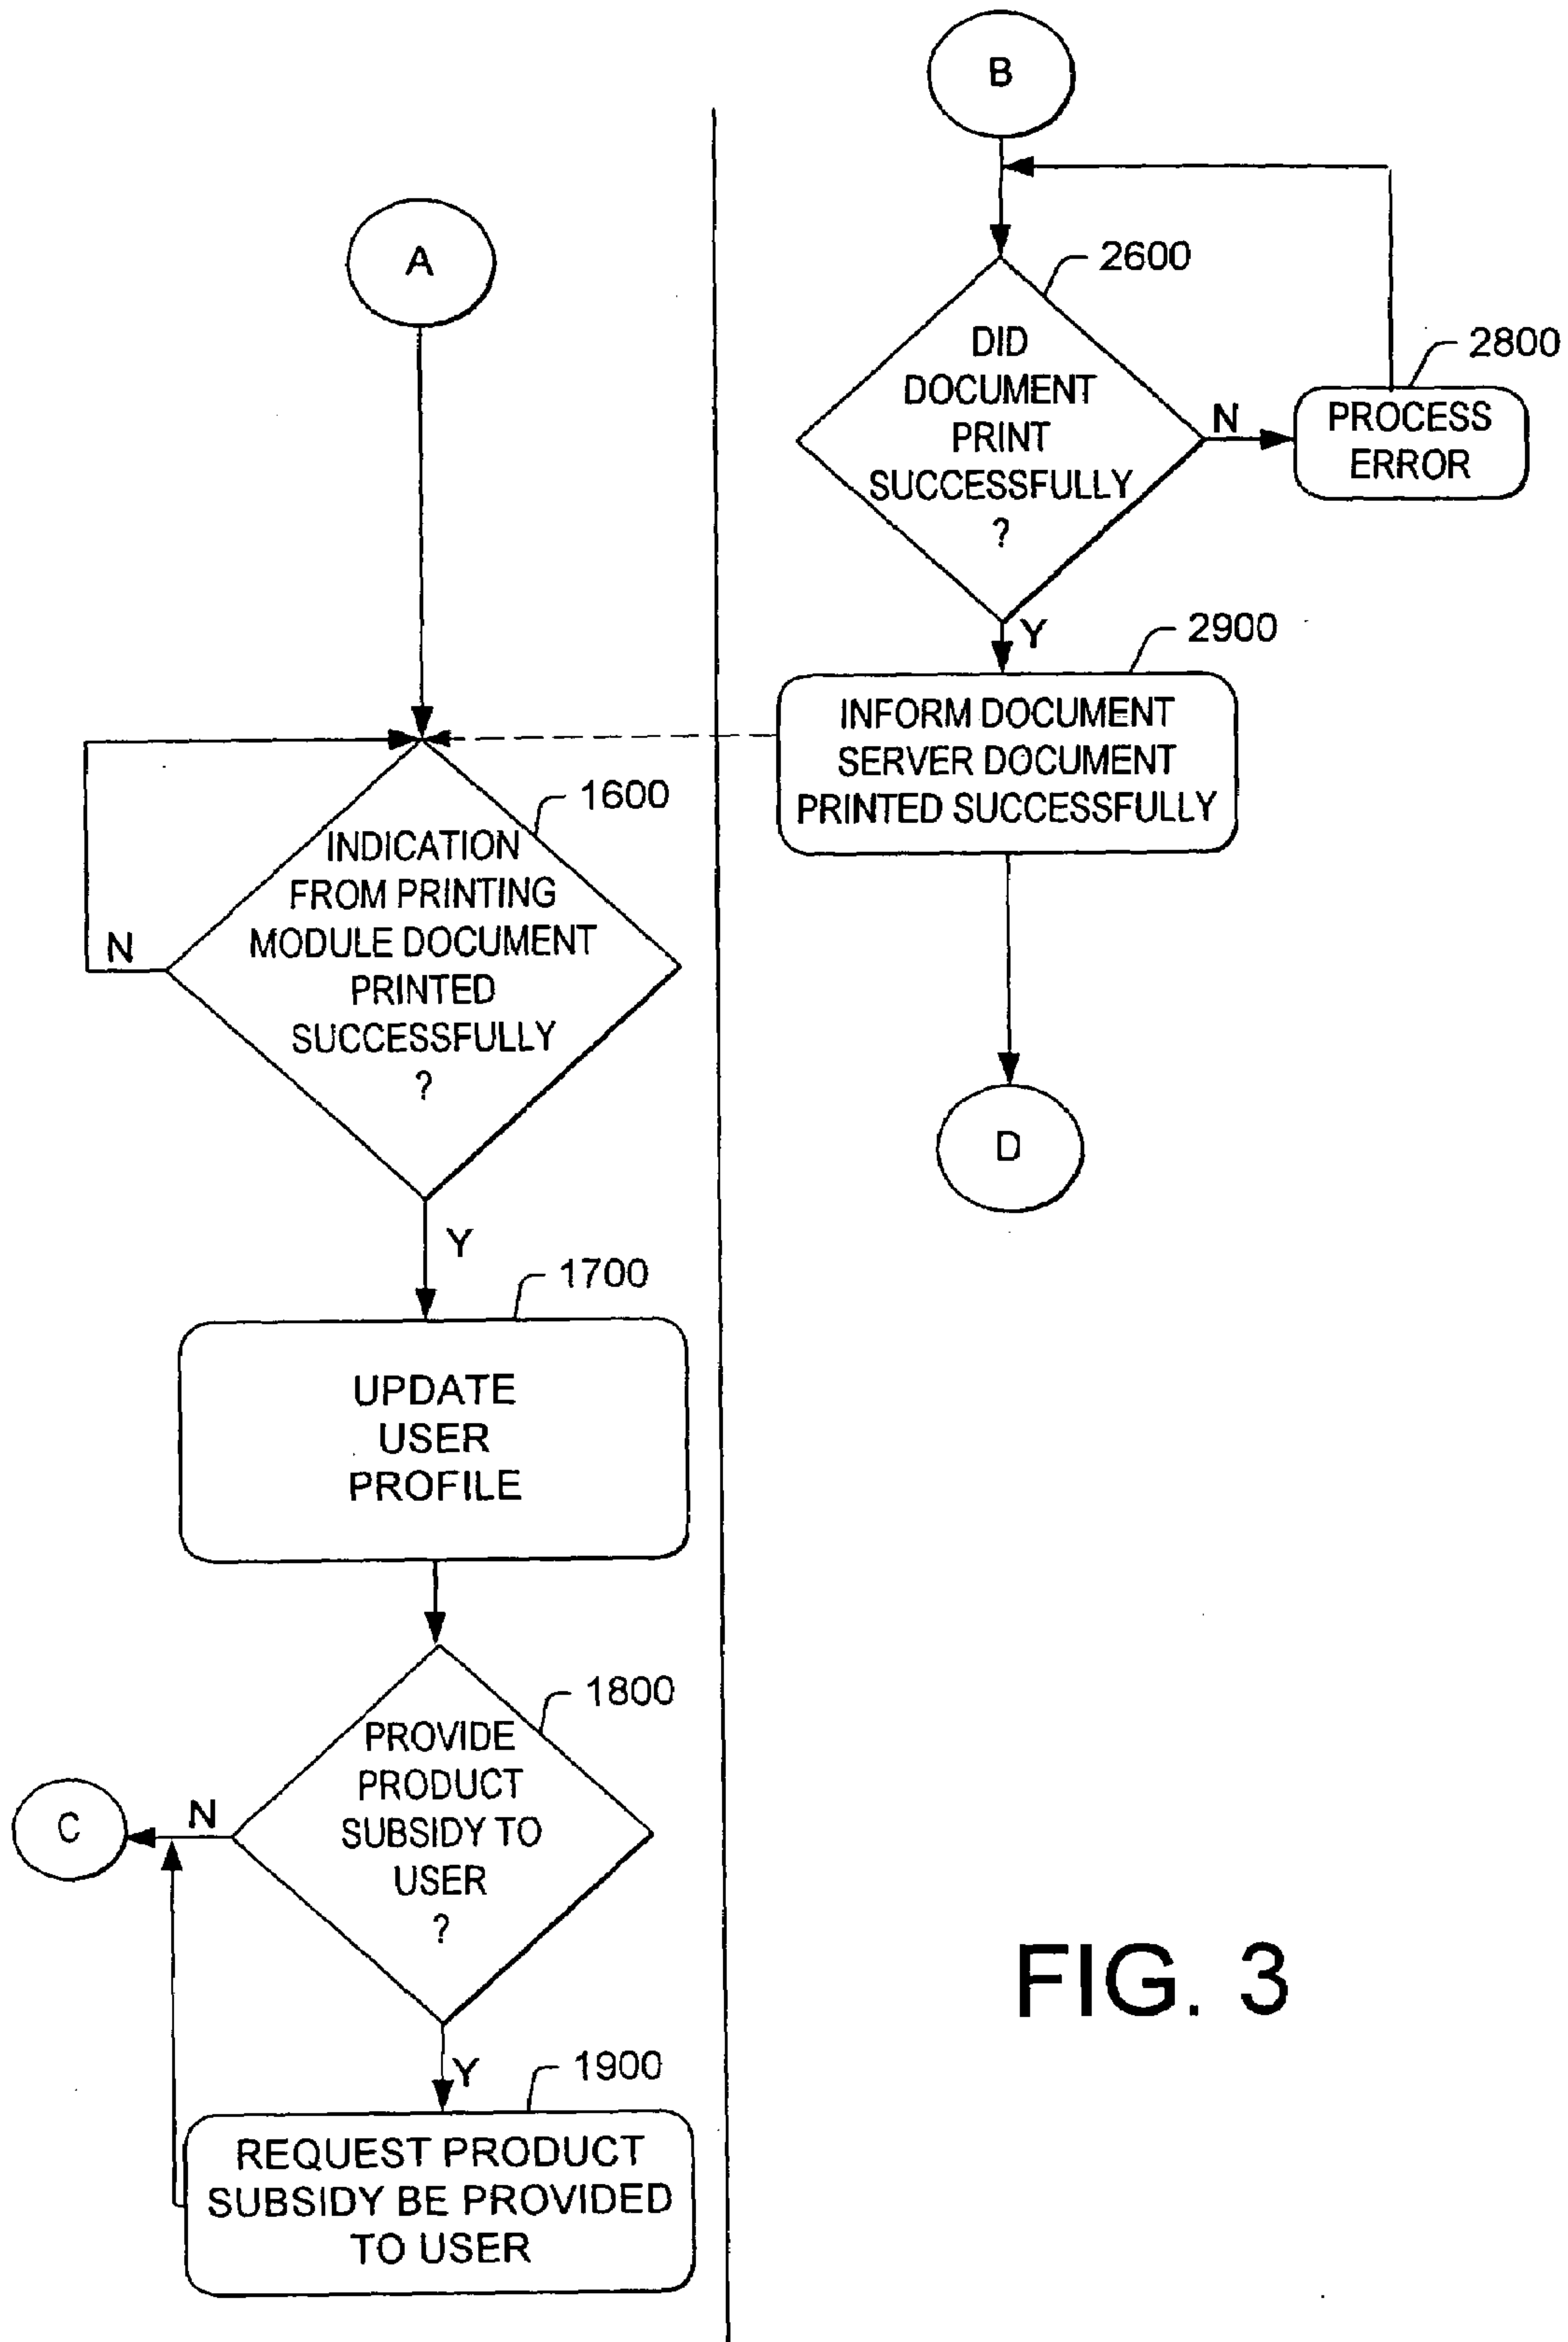 B
2600
DID
DOCUMENT
PRINT
SUCCESSFULLY
?
N
2800
PROCESS
ERROR
Y
2900
INFORM DOCUMENT
SERVER DOCUMENT
PRINTED SUCCESSFULLY
D
A
1600
INDICATION
FROM PRINTING
MODULE DOCUMENT
PRINTED
SUCCESSFULLY
?
N
Y
1700
UPDATE
USER
PROFILE
1800
PROVIDE
PRODUCT
SUBSIDY TO
USER
?
N
C
Y
1900
REQUEST PRODUCT
SUBSIDY BE PROVIDED
TO USER
FIG. 3